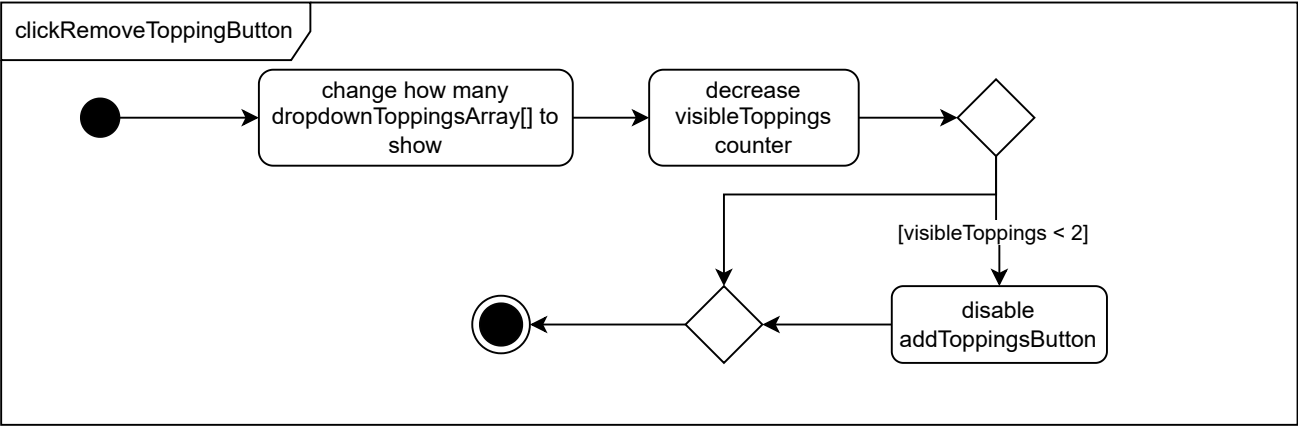 clickRemoveToppingButton
change how many
dropdownToppingsArray[] to
show
decrease
visibleToppings
counter
[visibleToppings < 2]
disable
addToppingsButton